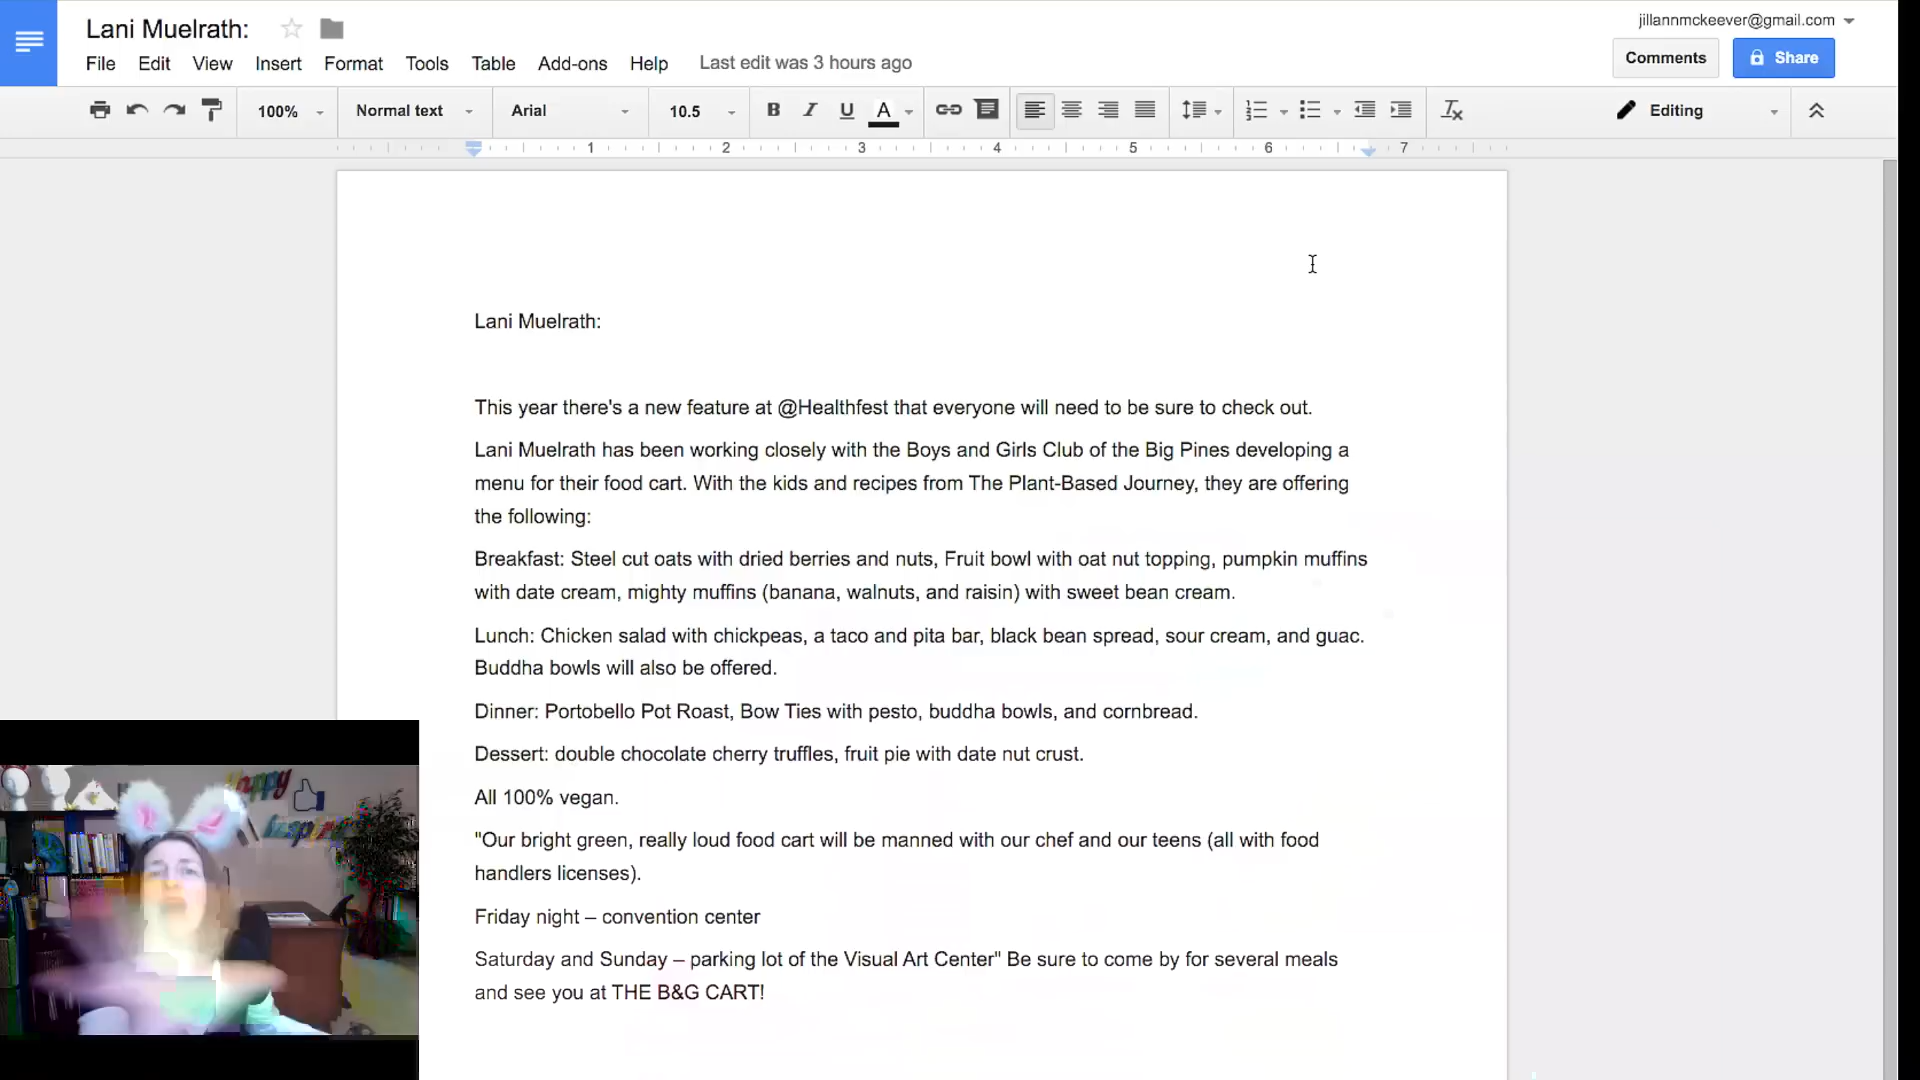 Lani Muelrath:
jillannmckeever@gmail.com
File Edit View Insert Format Tools Table Add-ons Help Last edit was 3 hours ago
Comments
Share
100% Normal text Arial 10.5 B I U A Editing
1 2 3 4 5 6 7
Lani Muelrath:
This year there's a new feature at @Healthfest that everyone will need to be sure to check out.
Lani Muelrath has been working closely with the Boys and Girls Club of the Big Pines developing a
menu for their food cart. With the kids and recipes from The Plant-Based Journey, they are offering
the following:
Breakfast: Steel cut oats with dried berries and nuts, Fruit bowl with oat nut topping, pumpkin muffins
with date cream, mighty muffins (banana, walnuts, and raisin) with sweet bean cream.
Lunch: Chicken salad with chickpeas, a taco and pita bar, black bean spread, sour cream, and guac.
Buddha bowls will also be offered.
Dinner: Portobello Pot Roast, Bow Ties with pesto, buddha bowls, and cornbread.
Dessert: double chocolate cherry truffles, fruit pie with date nut crust.
All 100% vegan.
"Our bright green, really loud food cart will be manned with our chef and our teens (all with food
handlers licenses).
Friday night – convention center
Saturday and Sunday – parking lot of the Visual Art Center" Be sure to come by for several meals
and see you at THE B&G CART!
Happy